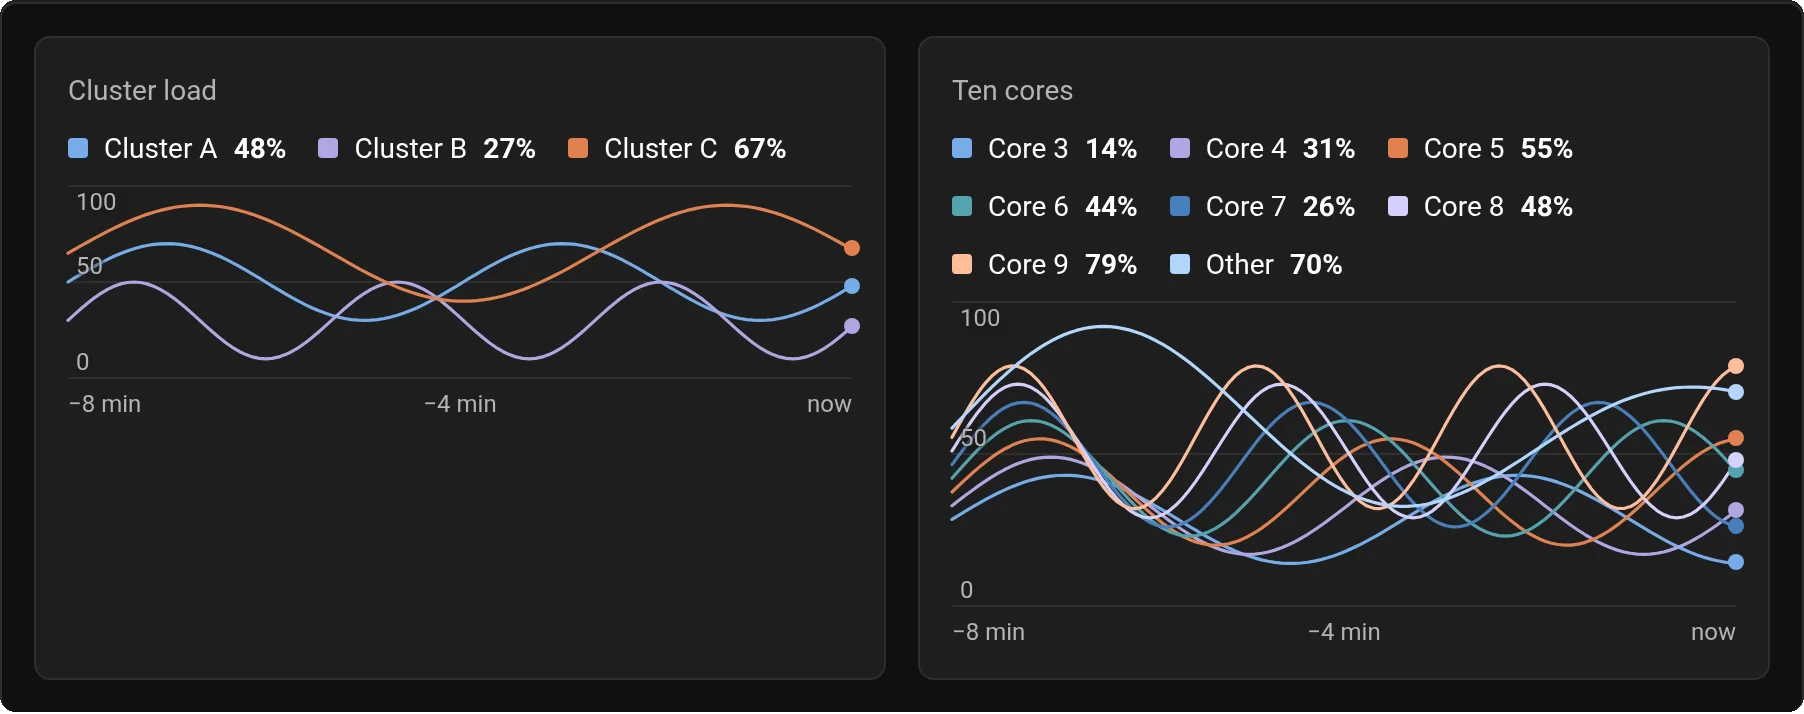 Cluster load
Cluster A 48% Cluster B 27% Cluster C 67%
100
50
0
−8 min −4 min now
Ten cores
Core 3 14% Core 4 31% Core 5 55%
Core 6 44% Core 7 26% Core 8 48%
Core 9 79% Other 70%
100
50
0
−8 min −4 min now